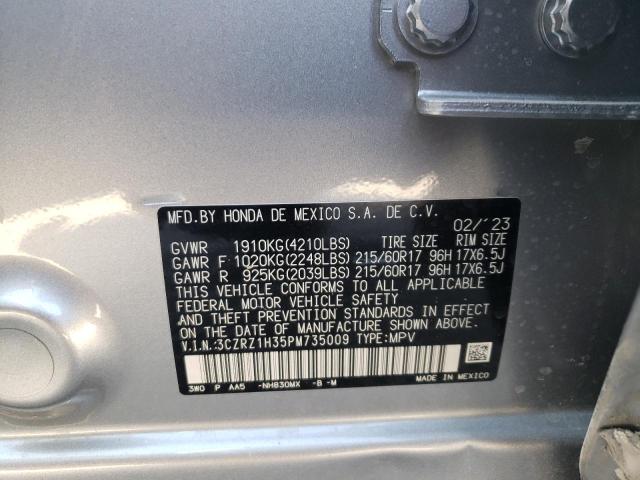 MFD.BY HONDA DE MEXICO S.A. DE C.V. 02/'23
GVWR 1910KG(4210LBS) TIRE SIZE RIM SIZE
GAWR F 1020KG(2248LBS) 215/60R17 96H 17X6.5J
GAWR R 925KG(2039LBS) 215/60R17 96H 17X6.5J
THIS VEHICLE CONFORMS TO ALL APPLICABLE
FEDERAL MOTOR VEHICLE SAFETY
AND THEFT PREVENTION STANDARDS IN EFFECT
ON THE DATE OF MANUFACTURE SHOWN ABOVE.
V.I.N.:3CZRZ1H35PM735009 TYPE:MPV
3W0 P AA5 -NH830MX -B -M MADE IN MEXICO